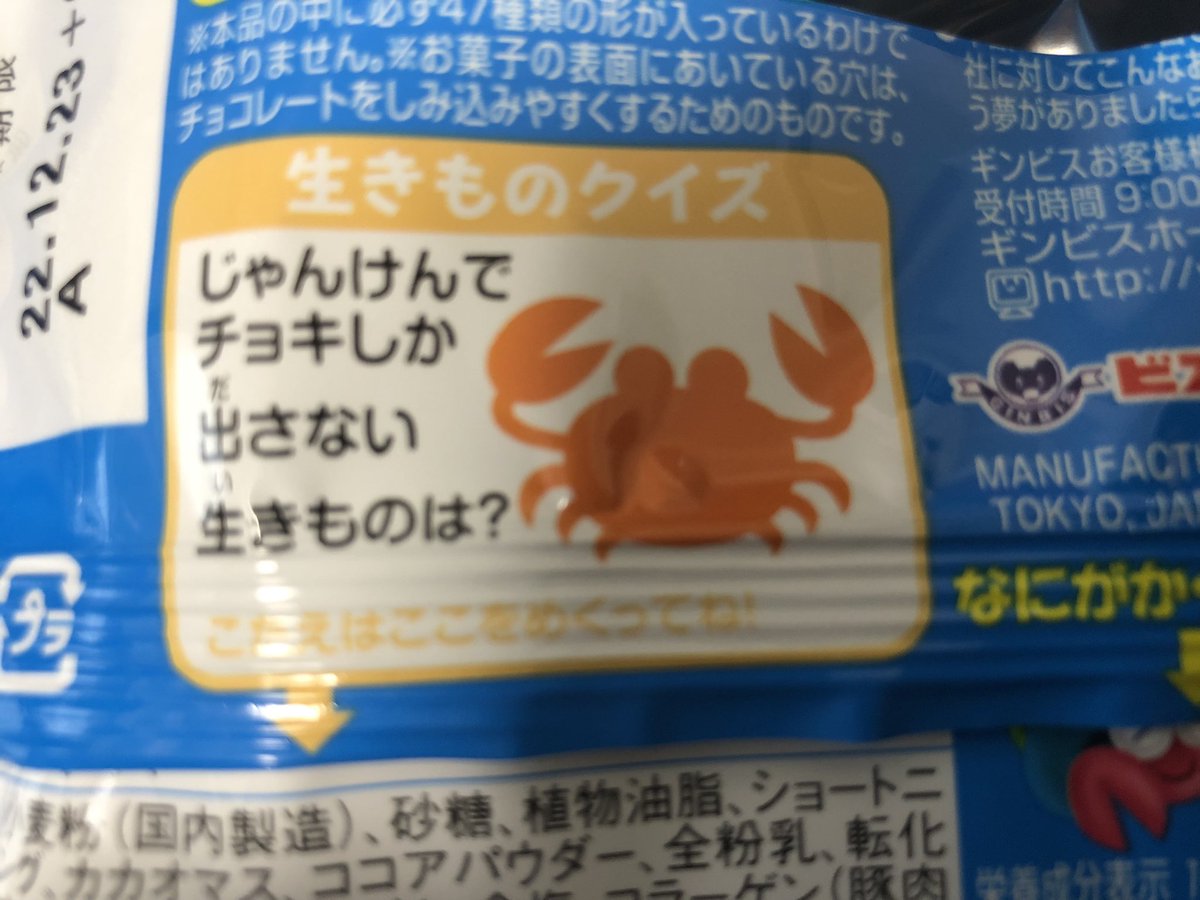 ※本品の中に必ず47種類の形が入っているわけで
はありません。※お菓子の表面にあいている穴は、
チョコレートをしみ込みやすくするためのものです。
生きものクイズ
じゃんけんで
チョキしか
だ
出さない
い
生きものは?
こたえはここをめくってね!
限
22.12.23+
A
プラ
社に対してこんなあ
う夢がありましたら
ギンビスお客様
受付時間 9:00
ギンビスホー
http://
GINBIS
ビス
MANUFACT
TOKYO, JA
なにがか
小麦粉(国内製造)、砂糖、植物油脂、ショートニ
グ、カカオマス、ココアパウダー、全粉乳、転化
コラーゲン(豚肉
栄養成分表示 1